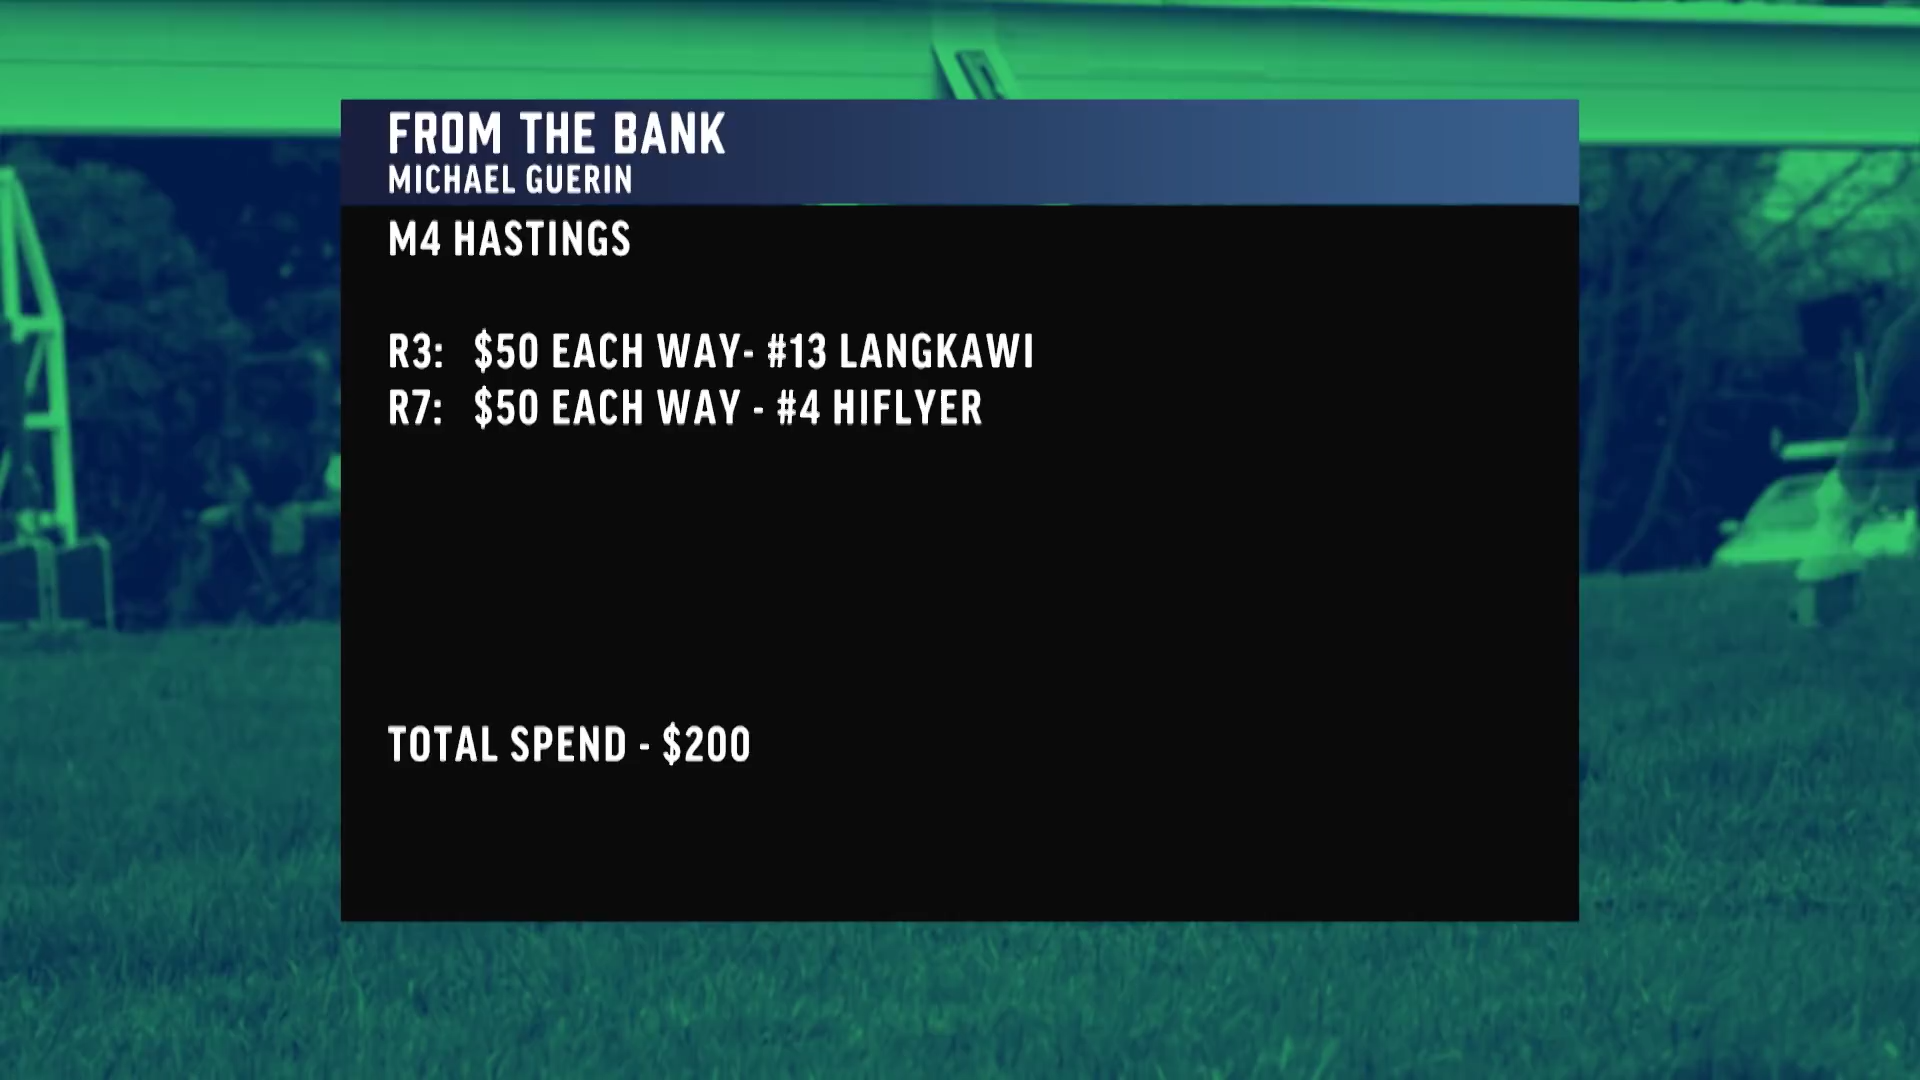 FROM THE BANK
MICHAEL GUERIN
M4 HASTINGS
R3: $50 EACH WAY- #13 LANGKAWI
R7: $50 EACH WAY - #4 HIFLYER
TOTAL SPEND - $200